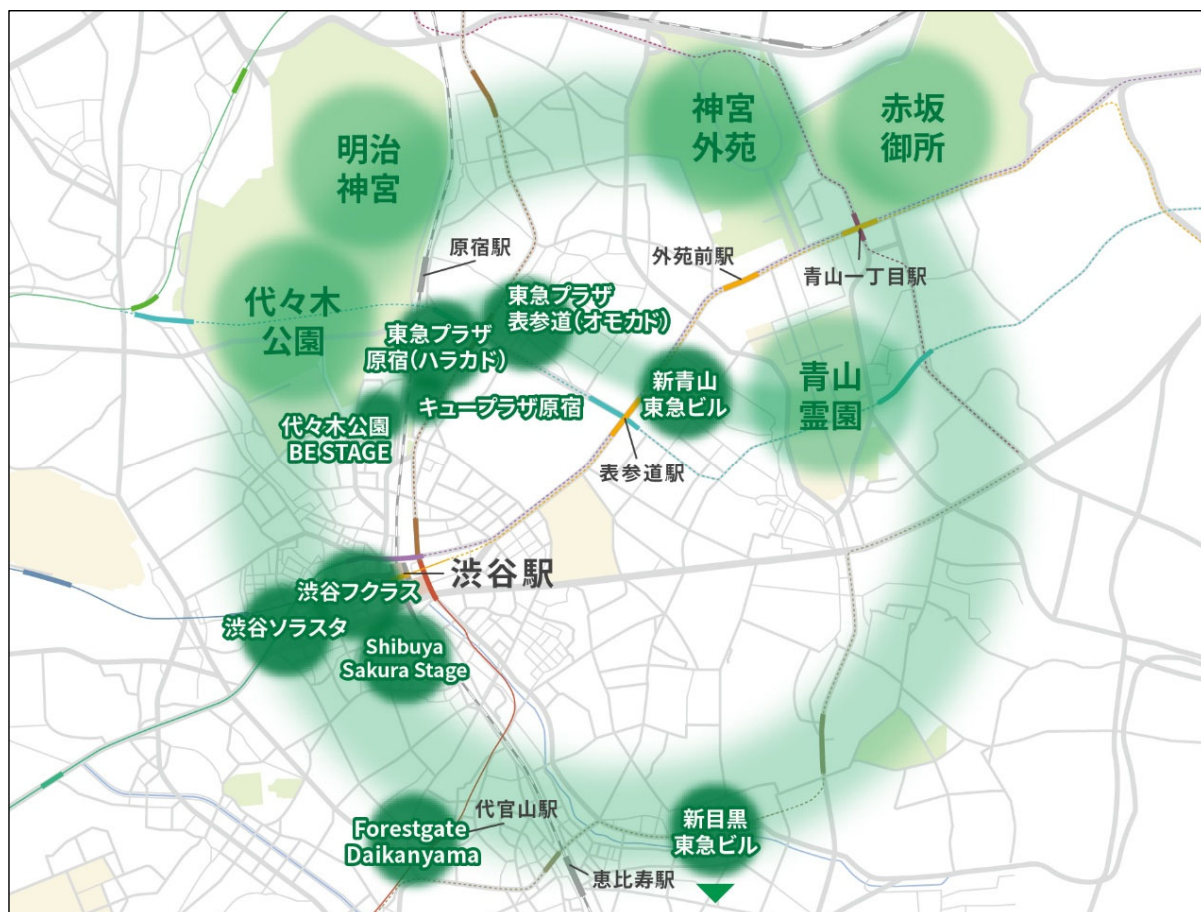 明治
神宮
神宮
外苑
赤坂
御所
原宿駅
外苑前駅
青山一丁目駅
代々木
公園
東急プラザ
表参道(オモカド)
東急プラザ
原宿(ハラカド)
新青山
東急ビル
青山
霊園
キュープラザ原宿
代々木公園
BE STAGE
表参道駅
渋谷駅
渋谷フクラス
渋谷ソラスタ
Shibuya
Sakura Stage
代官山駅
Forestgate
Daikanyama
新目黒
東急ビル
恵比寿駅